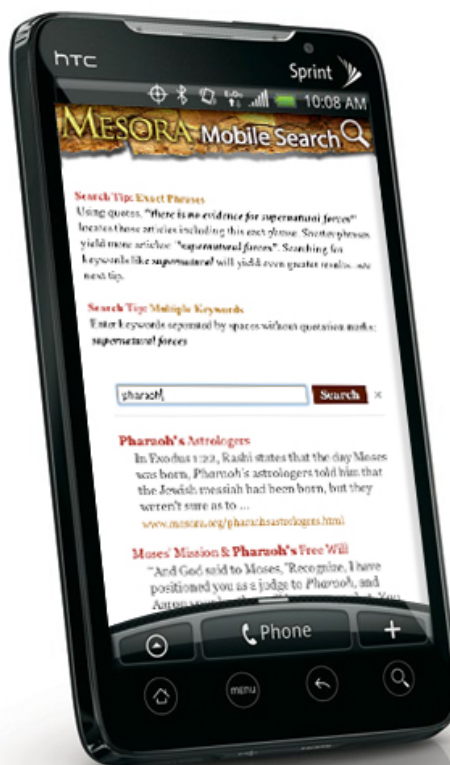 hTC
Sprint
10:08 AM
MESORA Mobile Search
Search Tip: Exact Phrases
Using quotes, "there is no evidence for supernatural forces"
locates those articles including this exact phrase. Shorter phrases
yield more articles: "supernatural forces". Searching for
keywords like supernatural will yield even greater results...see
next tip.
Search Tip: Multiple Keywords
Enter keywords separated by spaces without quotation marks:
supernatural forces
pharaoh
Search ×
Pharaoh's Astrologers
In Exodus 1:22, Rashi states that the day Moses
was born, Pharaoh's astrologers told him that
the Jewish messiah had been born, but they
weren't sure as to ...
www.mesora.org/pharaohsastrologers.html
Moses' Mission & Pharaoh's Free Will
"And God said to Moses, "Recognize, I have
positioned you as a judge to Pharaoh, and
Phone
menu